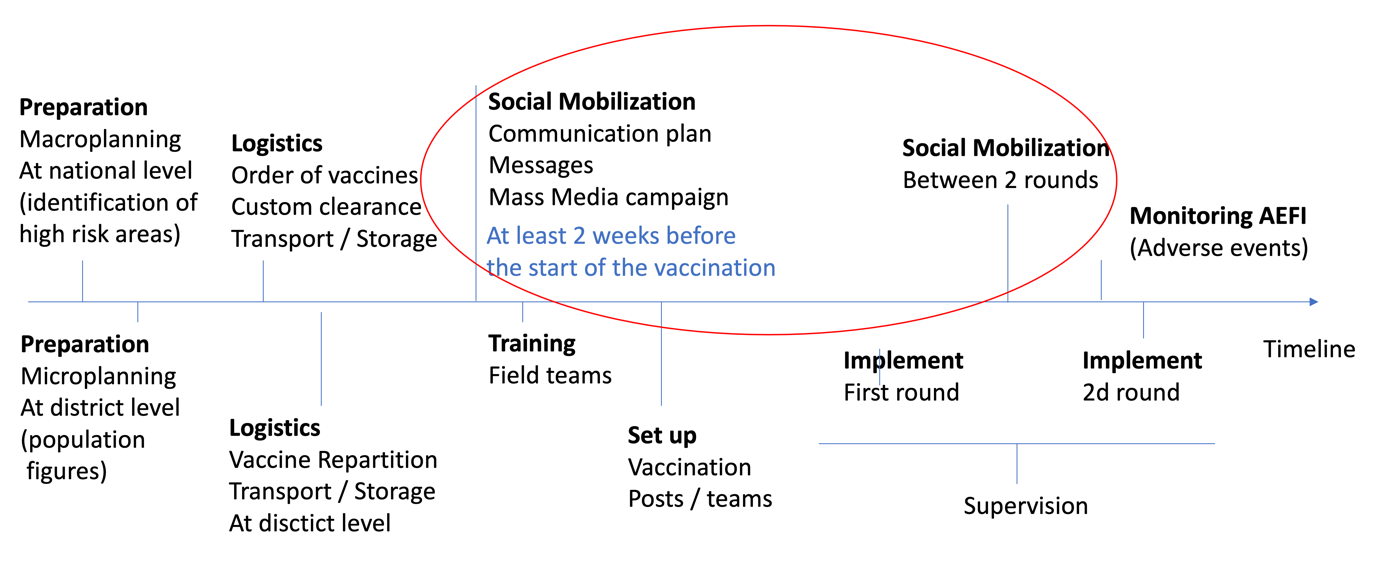 Preparation
Macroplanning
At national level
(identification of
high risk areas)
Logistics
Order of vaccines
Custom clearance
Transport / Storage
Social Mobilization
Communication plan
Messages
Mass Media campaign
At least 2 weeks before
the start of the vaccination
Social Mobilization
Between 2 rounds
Monitoring AEFI
(Adverse events)
Timeline
Preparation
Microplanning
At district level
(population
figures)
Logistics
Vaccine Repartition
Transport / Storage
At disctict level
Training
Field teams
Set up
Vaccination
Posts / teams
Implement
First round
Implement
2d round
Supervision